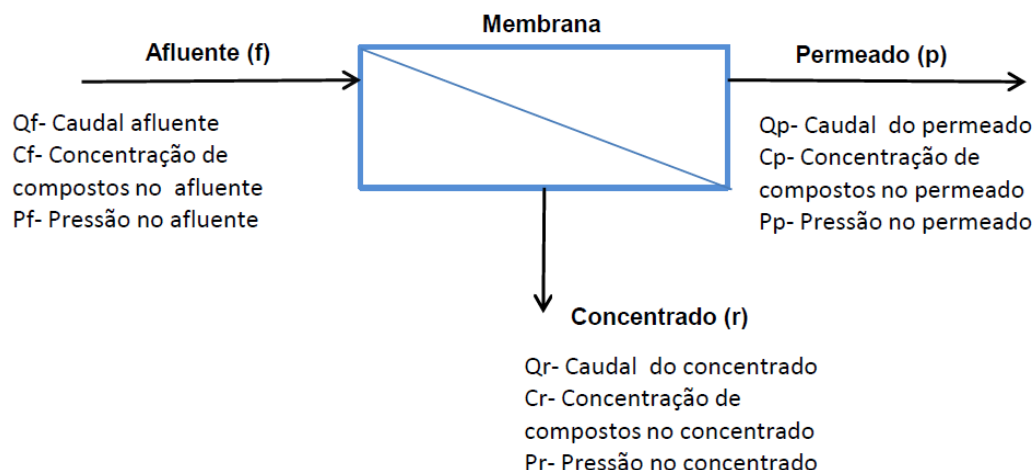 Membrana
Afluente (f)
Permeado (p)
Qf- Caudal afluente
Cf- Concentração de
compostos no  afluente
Pf- Pressão no afluente
Qp- Caudal  do permeado
Cp- Concentração de
compostos no permeado
Pp- Pressão no permeado
Concentrado (r)
Qr- Caudal  do concentrado
Cr- Concentração de
compostos no concentrado
Pr- Pressão no concentrado